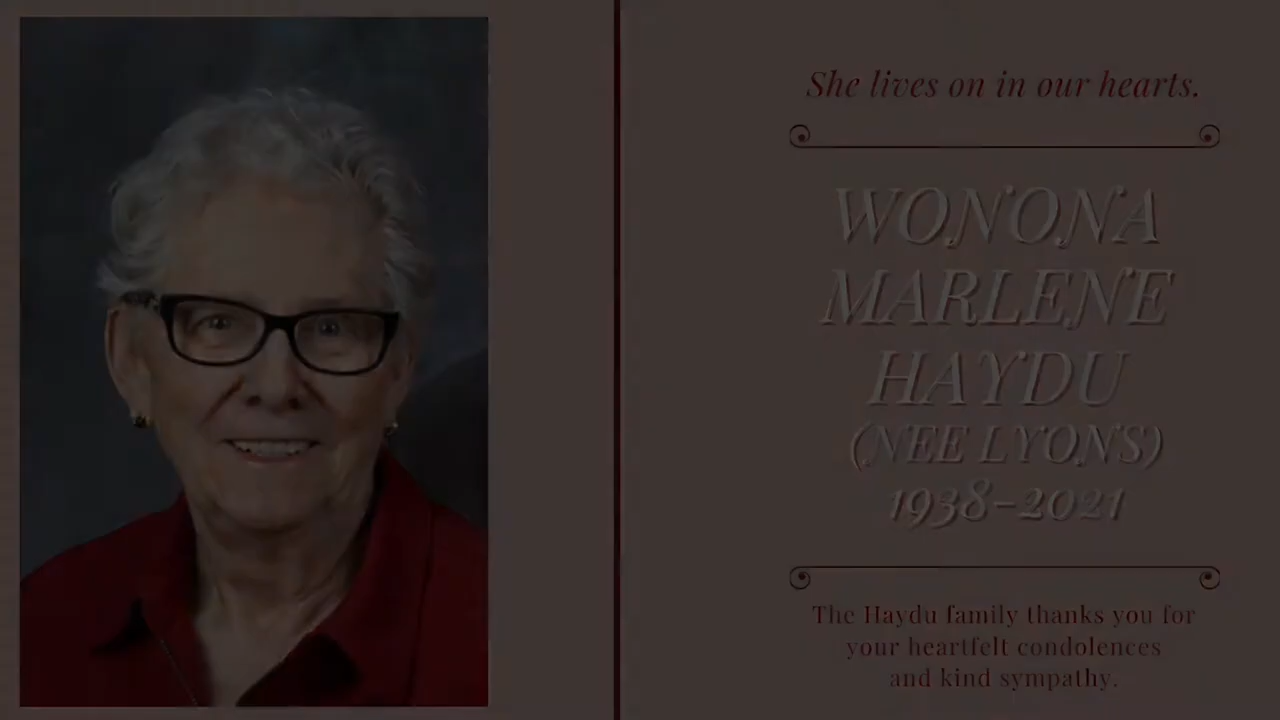 She lives on in our hearts.
WONONA
MARLENE
HAYDU
(NEE LYONS)
1938-2021
The Haydu family thanks you for
your heartfelt condolences
and kind sympathy.